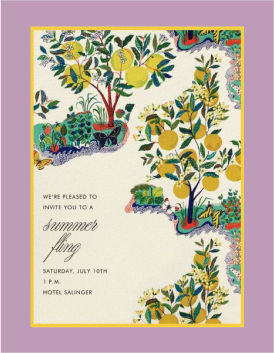 WE'RE PLEASED TO
INVITE YOU TO A
summer
fling
SATURDAY, JULY 10TH
1 P.M.
HOTEL SALINGER